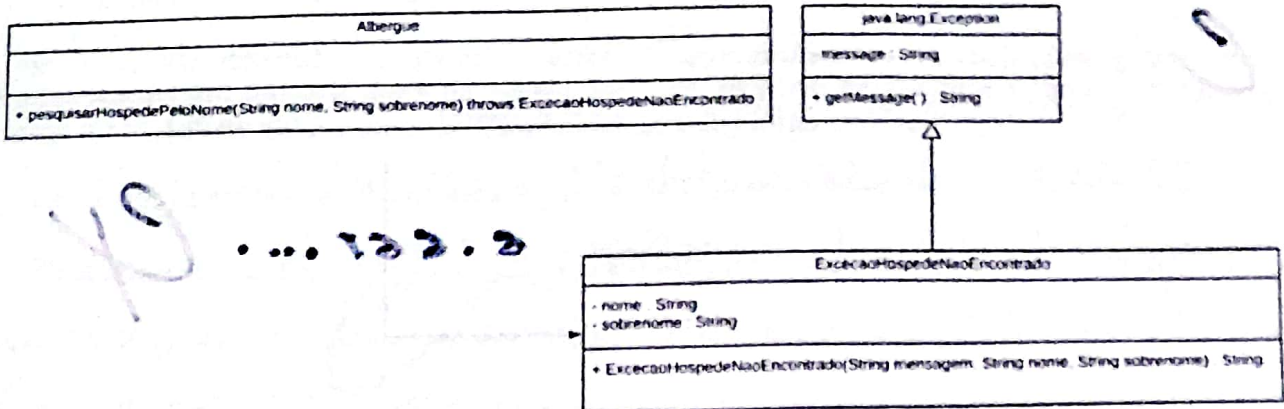 Albergue
+ pesquisarHospedePeloNome(String nome, String sobrenome) throws ExcecaoHospedeNaoEncontrado
java.lang.Exception
- message : String
+ getMessage( ) : String
ExcecaoHospedeNaoEncontrado
- nome : String
- sobrenome : String
+ ExcecaoHospedeNaoEncontrado(String mensagem, String nome, String sobrenome) : String